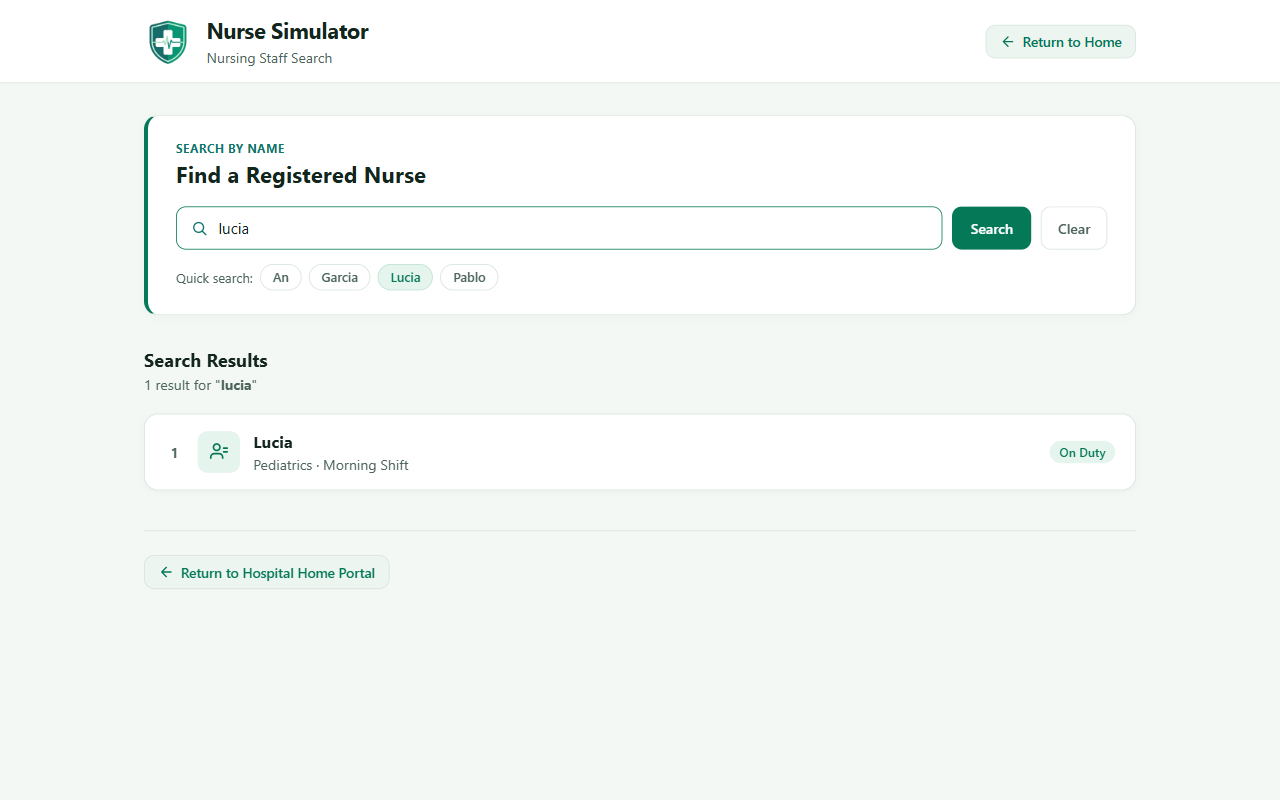 Nurse Simulator
Nursing Staff Search
Return to Home
SEARCH BY NAME
Find a Registered Nurse
lucia
Search
Clear
Quick search: An Garcia Lucia Pablo
Search Results
1 result for "lucia"
1
Lucia
Pediatrics · Morning Shift
On Duty
Return to Hospital Home Portal